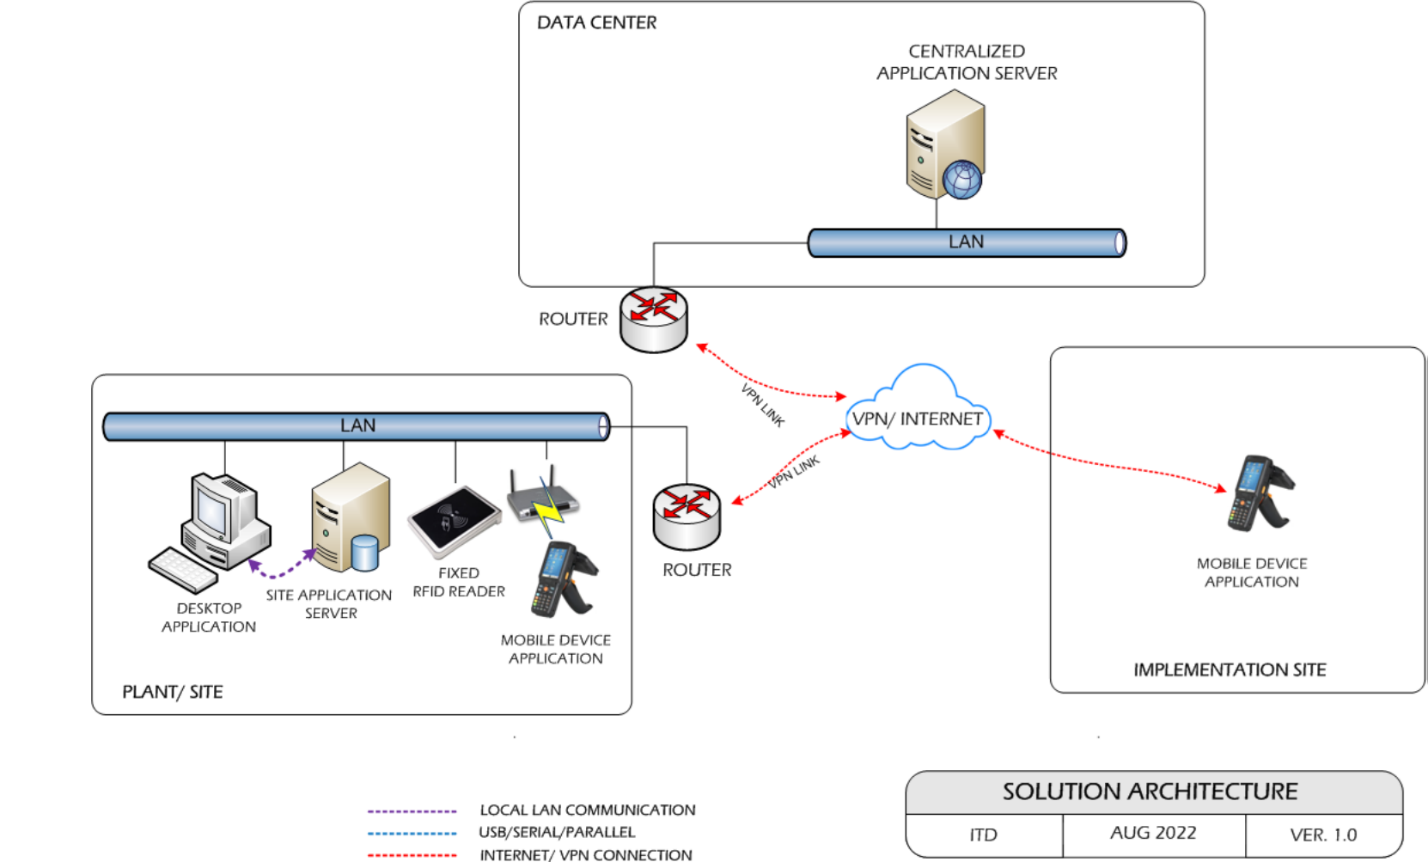 DATA CENTER
CENTRALIZED
APPLICATION SERVER
LAN
ROUTER
VPN LINK
VPN/ INTERNET
VPN LINK
LAN
ROUTER
DESKTOP
APPLICATION
SITE APPLICATION
SERVER
FIXED
RFID READER
MOBILE DEVICE
APPLICATION
PLANT/ SITE
MOBILE DEVICE
APPLICATION
IMPLEMENTATION SITE
LOCAL LAN COMMUNICATION
USB/SERIAL/PARALLEL
INTERNET/ VPN CONNECTION
SOLUTION ARCHITECTURE
ITD
AUG 2022
VER. 1.0